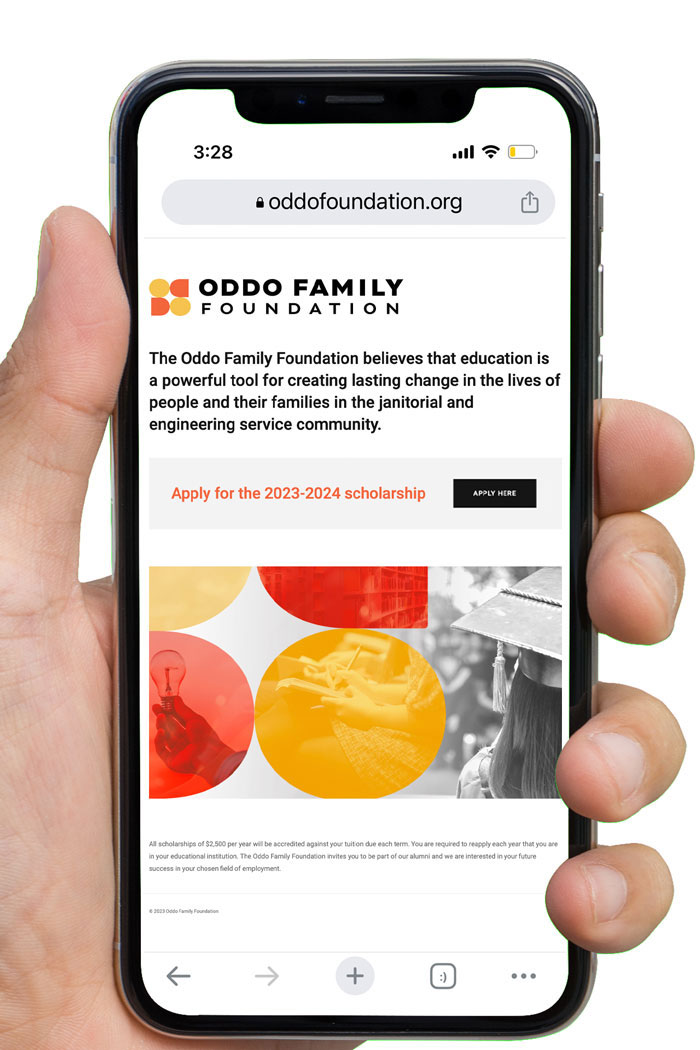 3:28
oddofoundation.org
ODDO FAMILY
FOUNDATION
The Oddo Family Foundation believes that education is
a powerful tool for creating lasting change in the lives of
people and their families in the janitorial and
engineering service community.
Apply for the 2023-2024 scholarship
APPLY HERE
All scholarships of $2,500 per year will be accredited against your tuition due each term. You are required to reapply each year that you are
in your educational institution. The Oddo Family Foundation invites you to be part of our alumni and we are interested in your future
success in your chosen field of employment.
© 2023 Oddo Family Foundation
:)